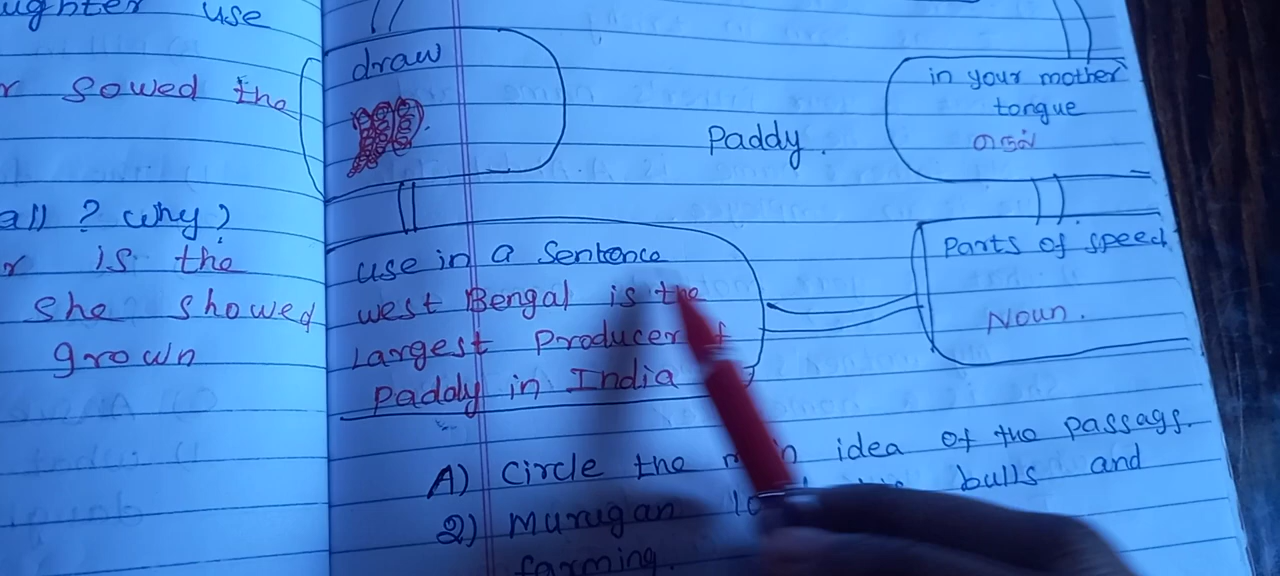 ughter use
r sowed the
all ? why?
r is the
she showed
grown
draw
Paddy.
in your mother
tongue
நெல்
use in a Sentence
west Bengal is the
Largest Producer
Paddy in India
Parts of speech
Noun.
A) Circle the idea of the passags.
2) Murugan bulls and
farming.